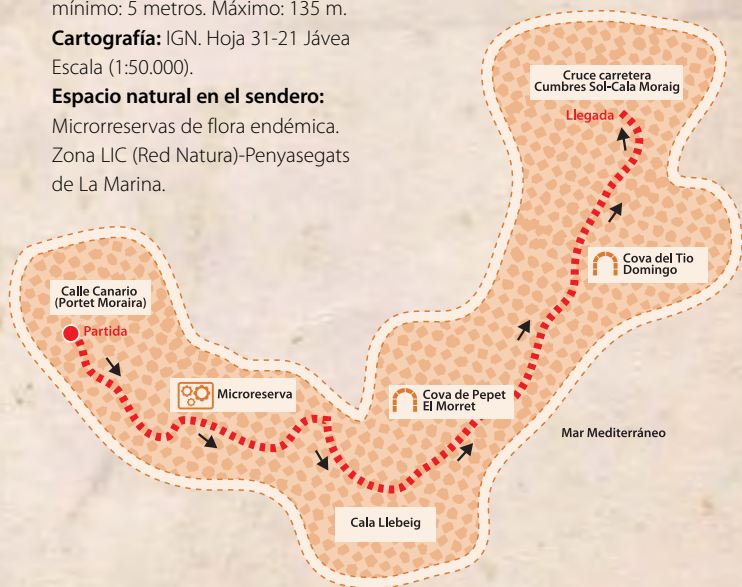 mínimo: 5 metros. Máximo: 135 m.
Cartografía: IGN. Hoja 31-21 Jávea
Escala (1:50.000).
Espacio natural en el sendero:
Microrreservas de flora endémica.
Zona LIC (Red Natura)-Penyasegats
de La Marina.
Cruce carretera
Cumbres Sol-Cala Moraig
Llegada
Cova del Tio
Domingo
Calle Canario
(Portet Moraira)
Partida
Microreserva
Cova de Pepet
El Morret
Mar Mediterráneo
Cala Llebeig